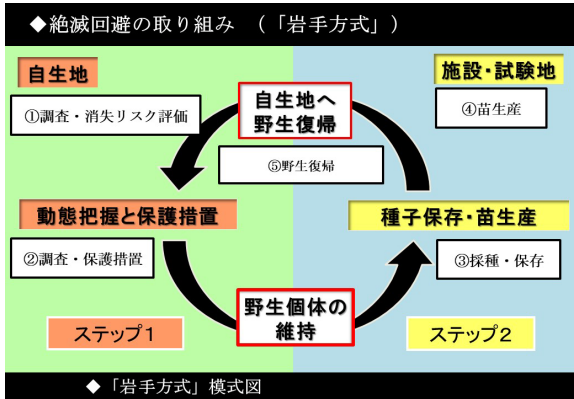 ◆絶滅回避の取り組み （「岩手方式」）
自生地
施設・試験地
①調査・消失リスク評価
自生地へ
野生復帰
④苗生産
⑤野生復帰
動態把握と保護措置
種子保存・苗生産
②調査・保護措置
③採種・保存
野生個体の
維持
ステップ１
ステップ２
◆「岩手方式」模式図